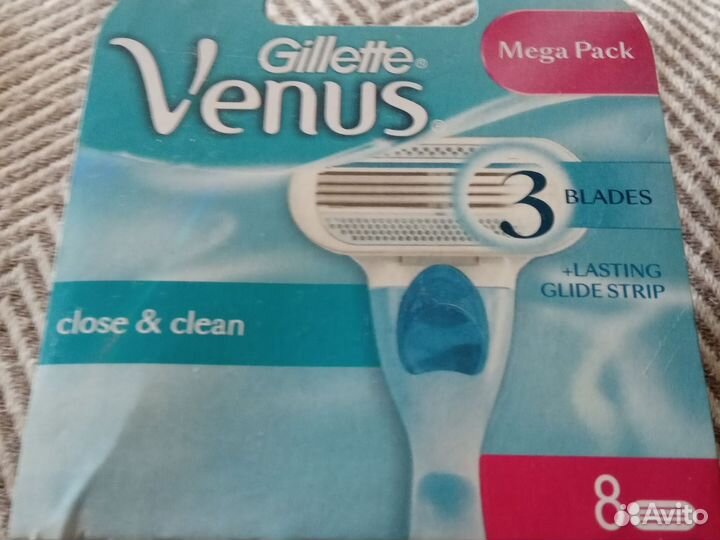 Gillette®
Mega Pack
Venus®
3 BLADES
+LASTING
GLIDE STRIP
close & clean
8
Avito